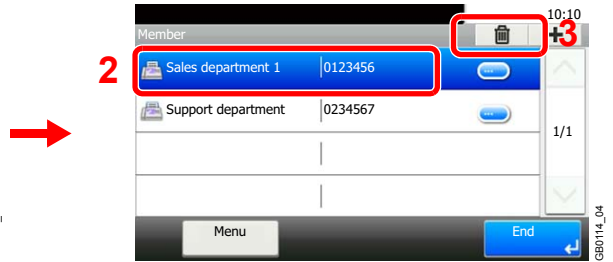 10:10
Member
3
+
2
Sales department 1 0123456
Support department 0234567
1/1
Menu
End
GB0114_04